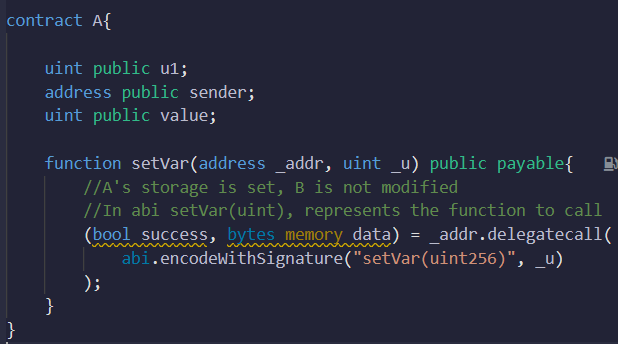 contract A{
uint public u1;
address public sender;
uint public value;
function setVar(address _addr, uint _u) public payable{
//A's storage is set, B is not modified
//In abi setVar(uint), represents the function to call
(bool success, bytes memory data) = _addr.delegatecall(
abi.encodeWithSignature("setVar(uint256)", _u)
);
}
}